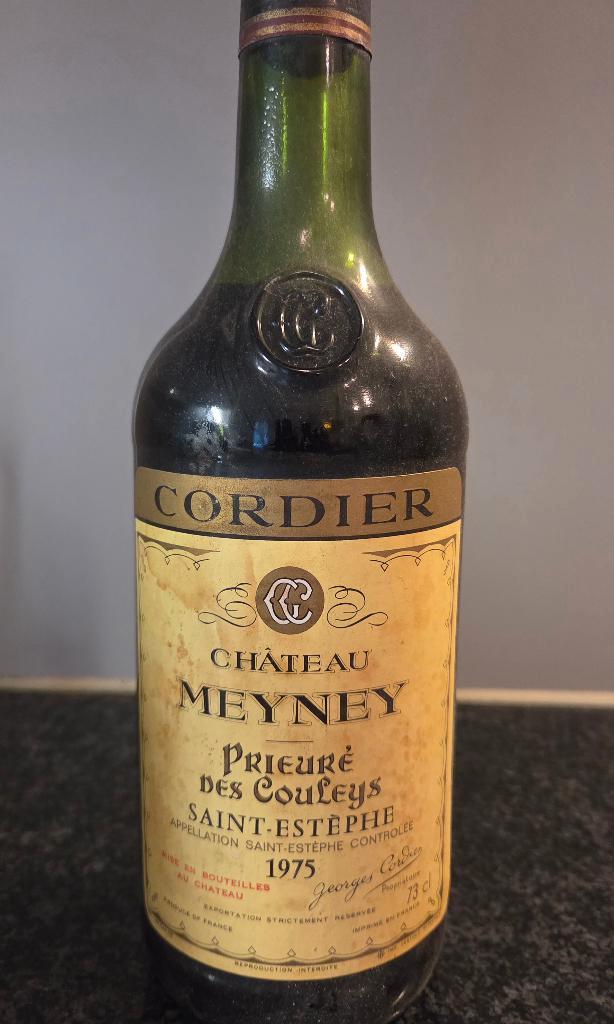 CORDIER
CHÂTEAU
MEYNEY
PRIEURÉ
DES COULEYS
SAINT-ESTÈPHE
APPELLATION SAINT-ESTÈPHE CONTROLÉE
1975
MISE EN BOUTEILLES
AU CHATEAU
Georges Cordier
Propriétaire
73 cl
EXPORTATION STRICTEMENT RÉSERVÉE
PRODUCE OF FRANCE
IMPRIMÉ EN FRANCE
REPRODUCTION INTERDITE